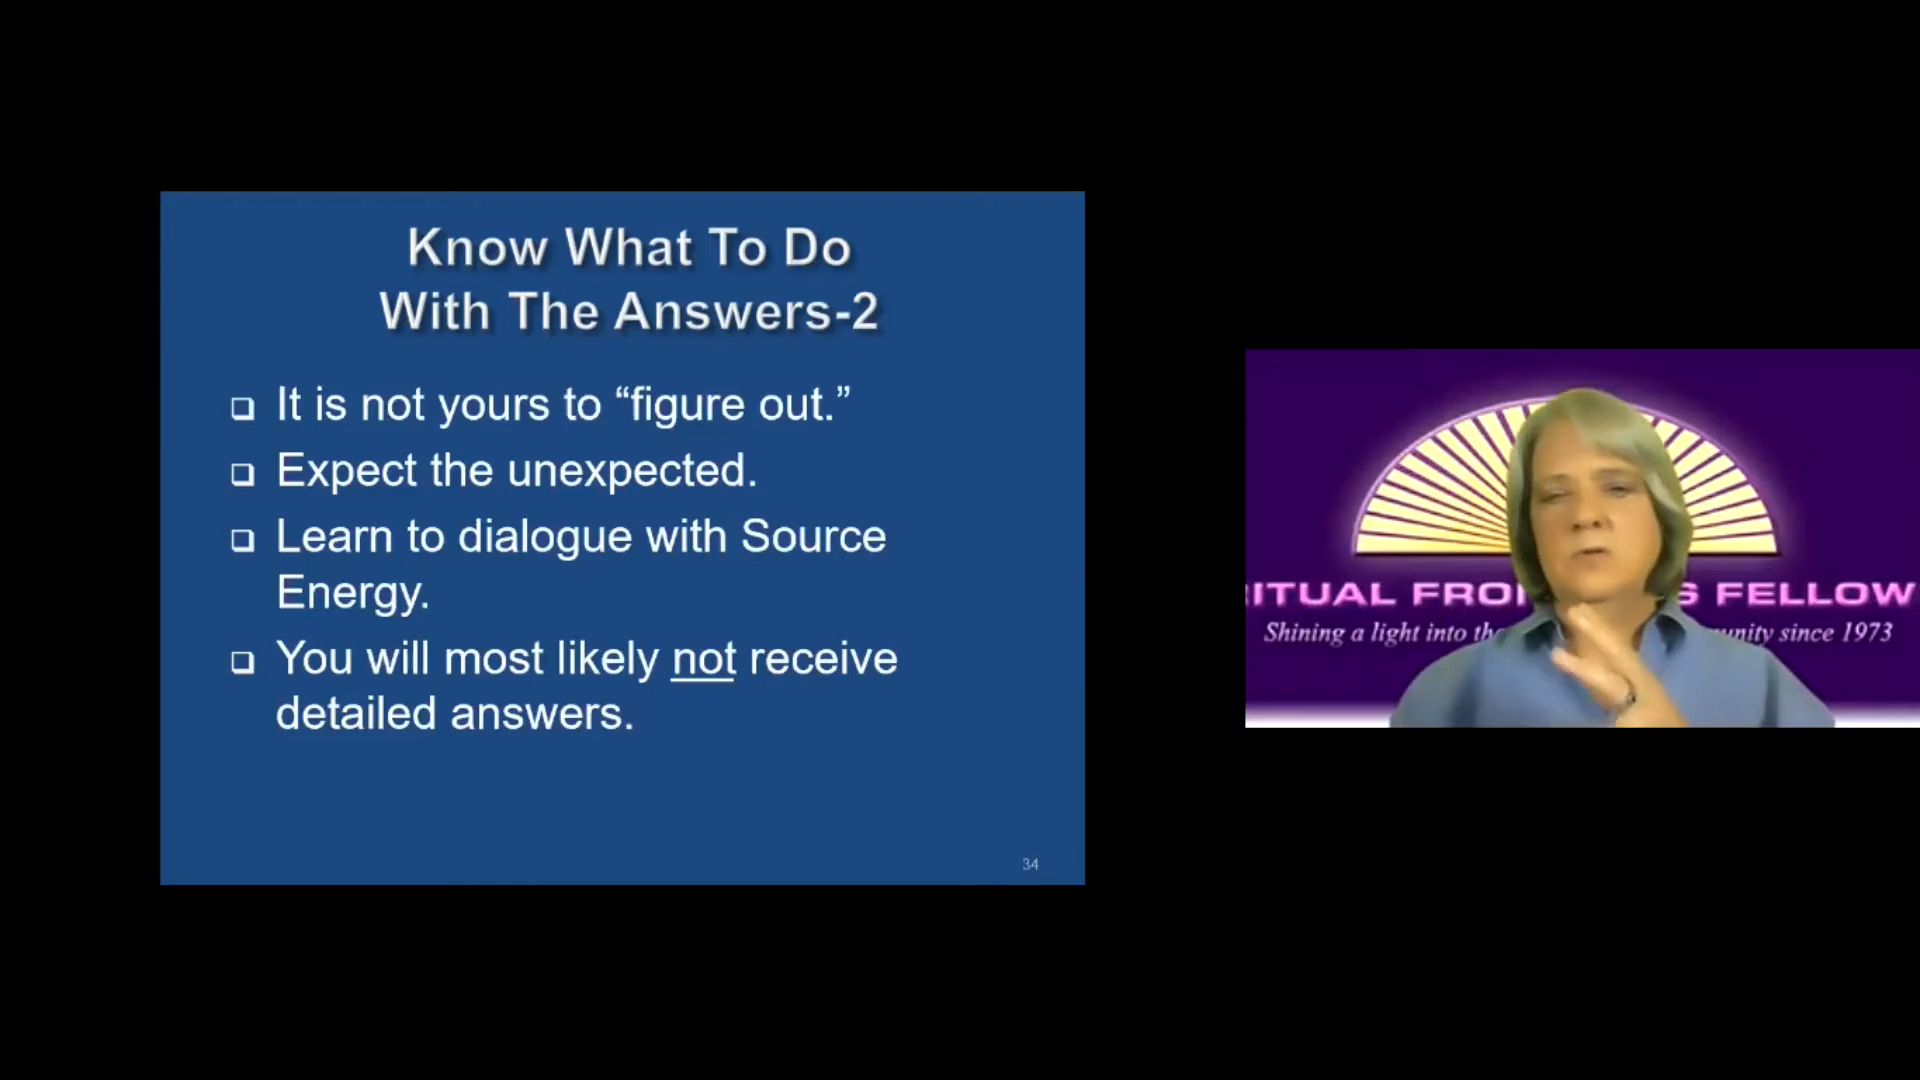 Know What To Do
With The Answers-2
❑ It is not yours to “figure out.”
❑ Expect the unexpected.
❑ Learn to dialogue with Source
Energy.
❑ You will most likely not receive
detailed answers.
34
FELLOW
Shining a light into
since 1973